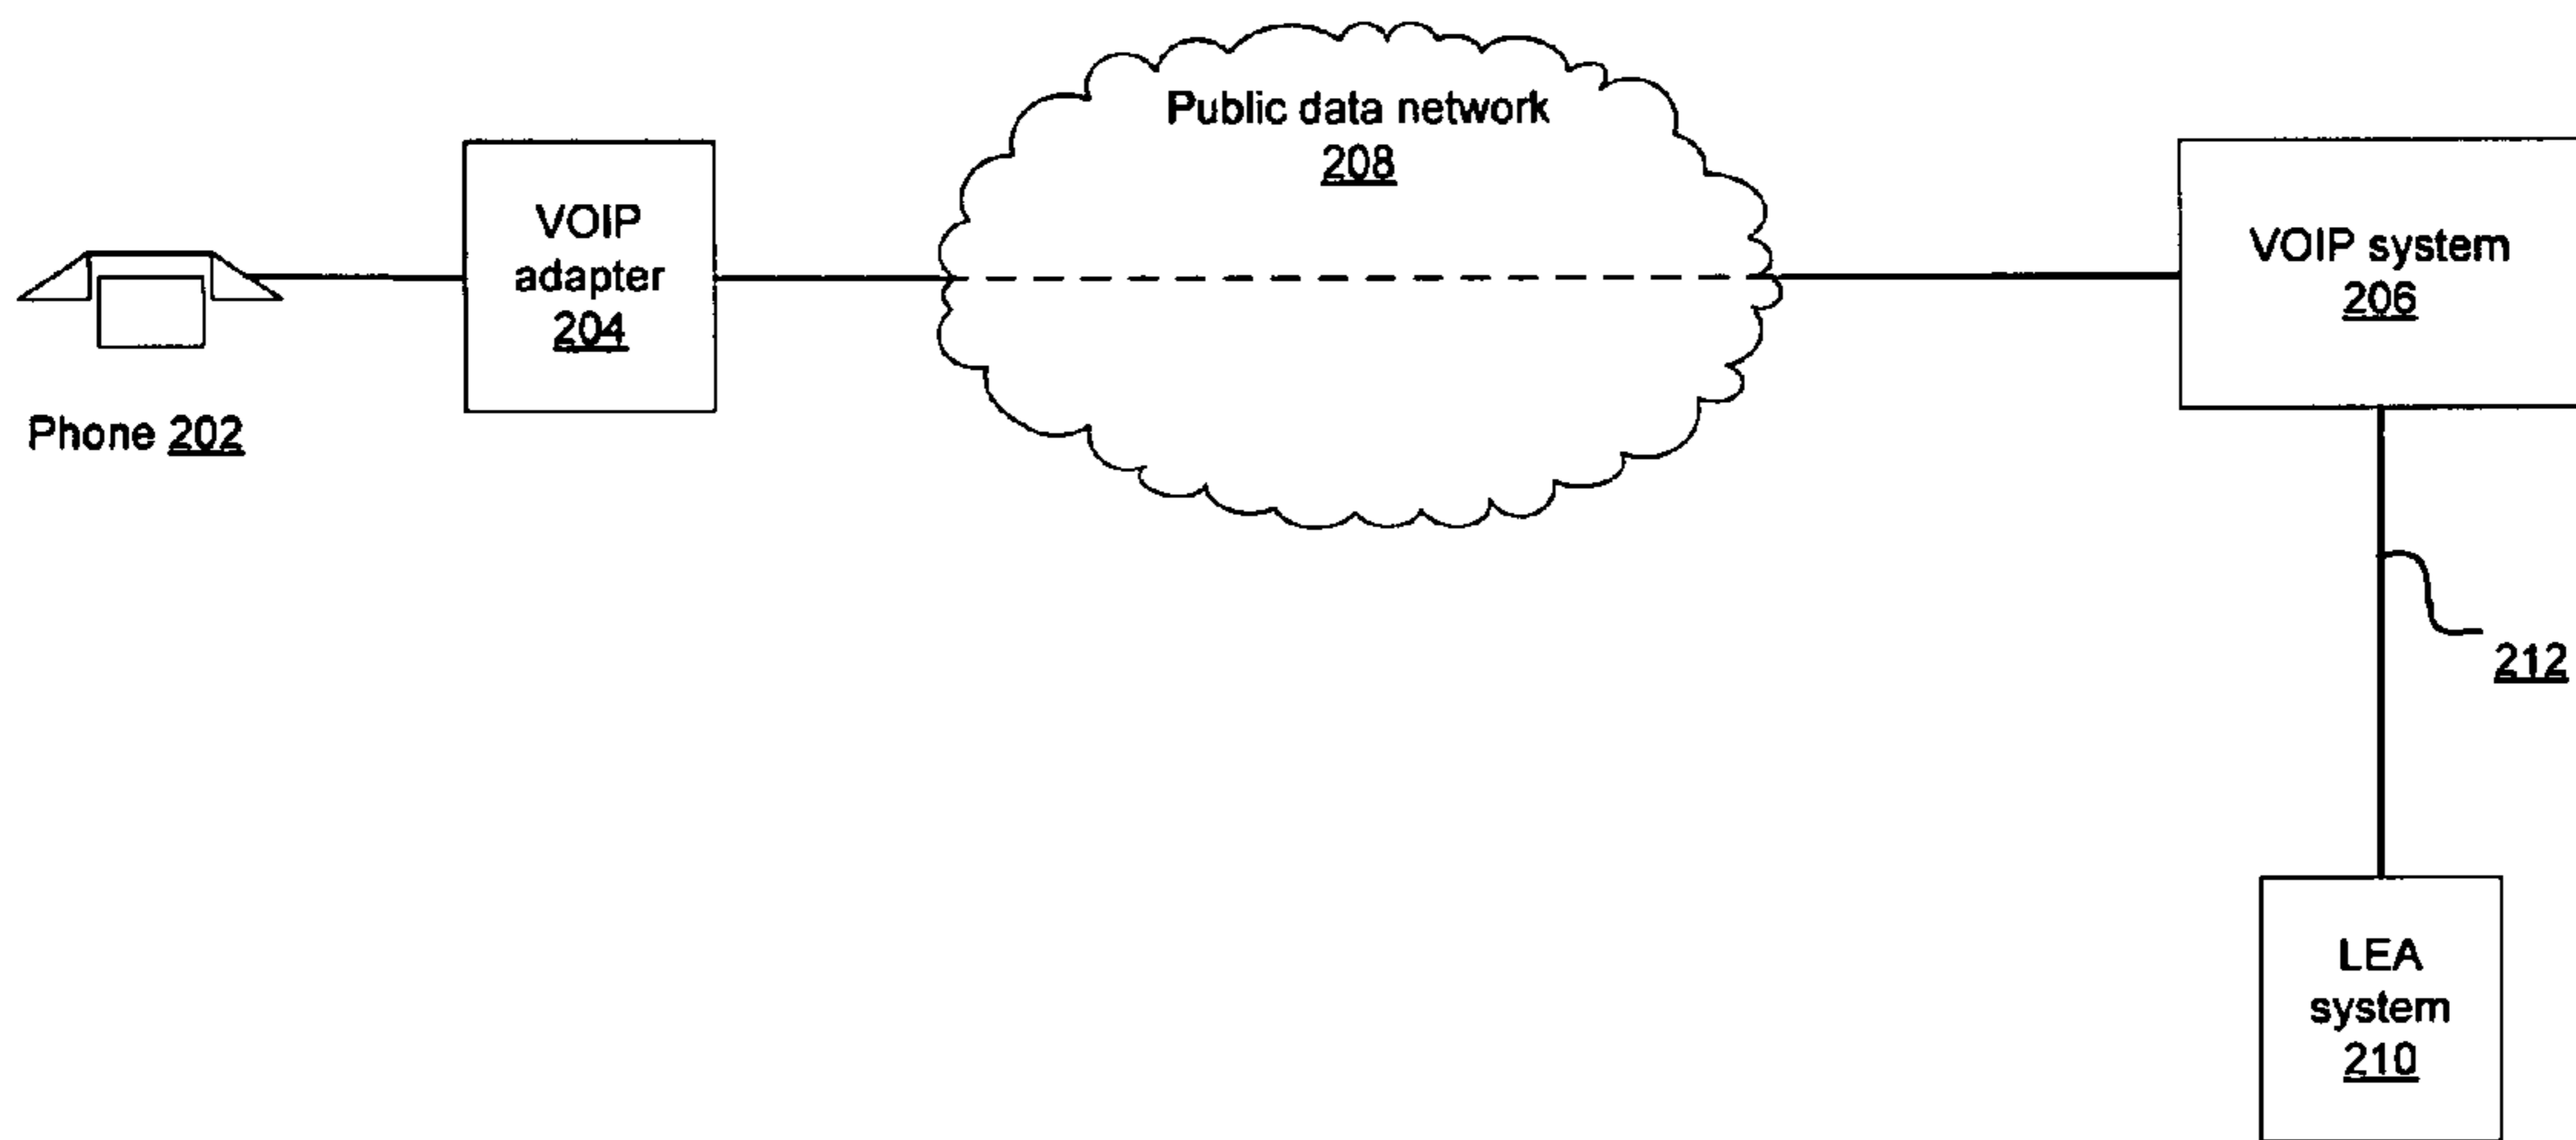 Public data network
208
VOIP
adapter
204
VOIP system
206
Phone 202
212
LEA
system
210